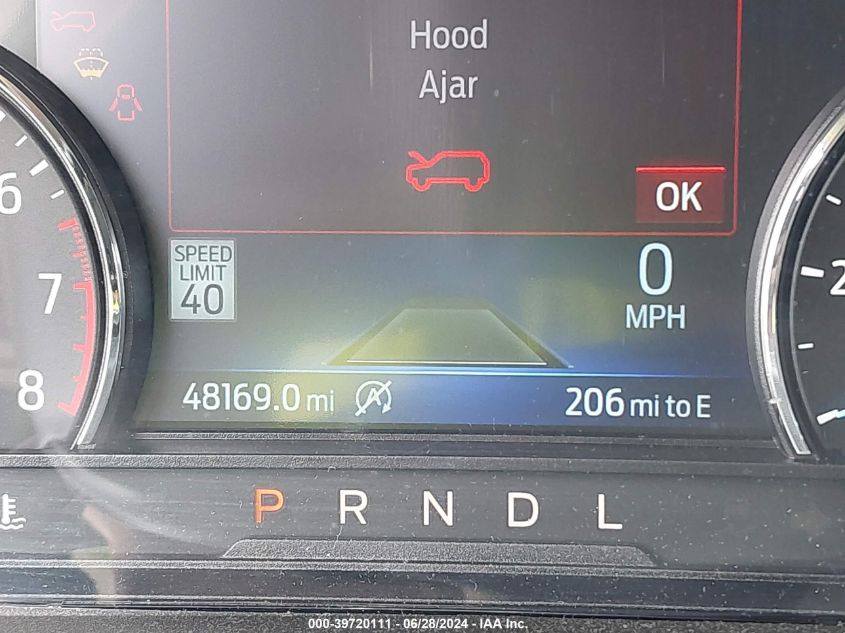 Hood
Ajar
OK
6
7
8
SPEED
LIMIT
40
0
MPH
2
48169.0 mi
A
206 mi to E
P R N D L
000-39720111 - 06/28/2024 - IAA Inc.